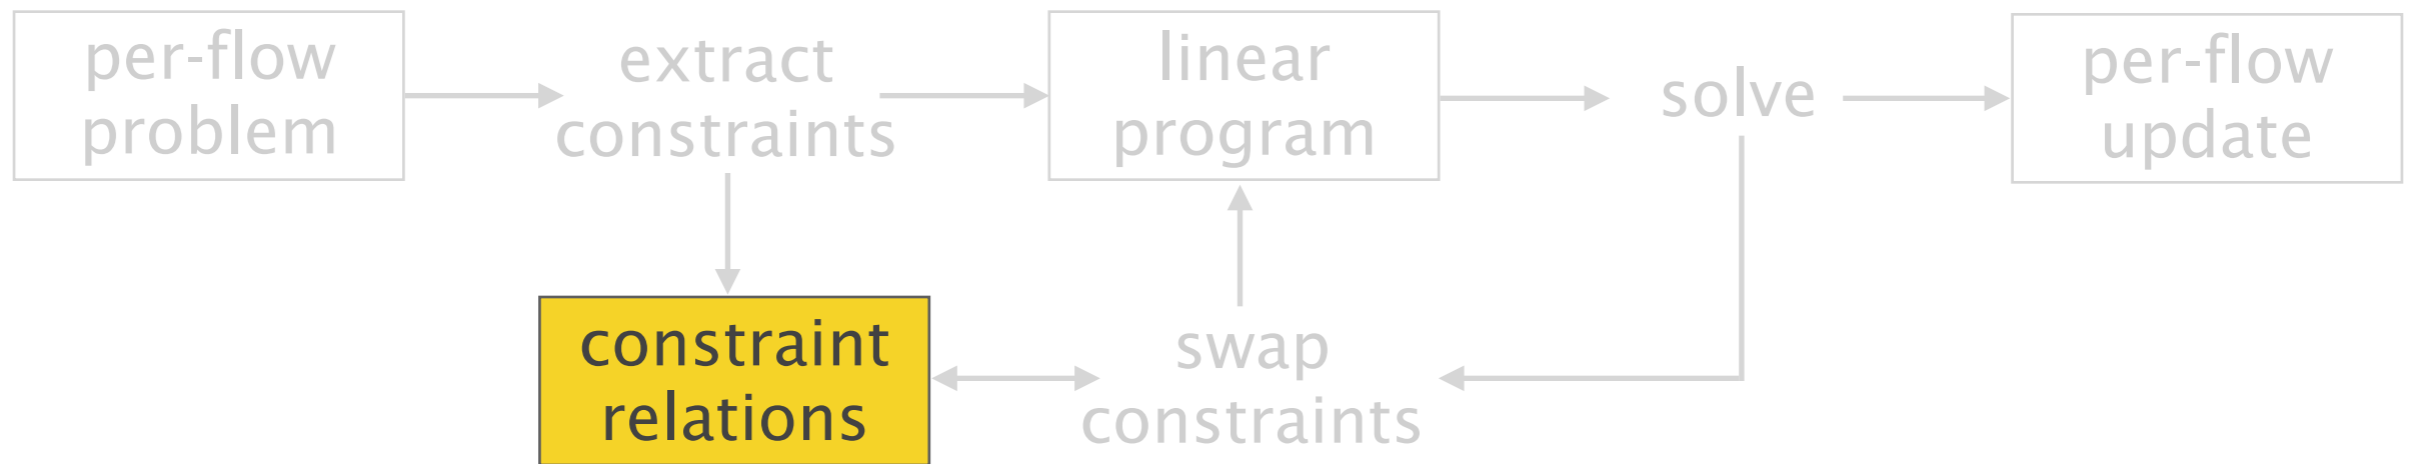 per-flow
problem
extract
constraints
linear
program
solve
per-flow
update
constraint
relations
swap
constraints